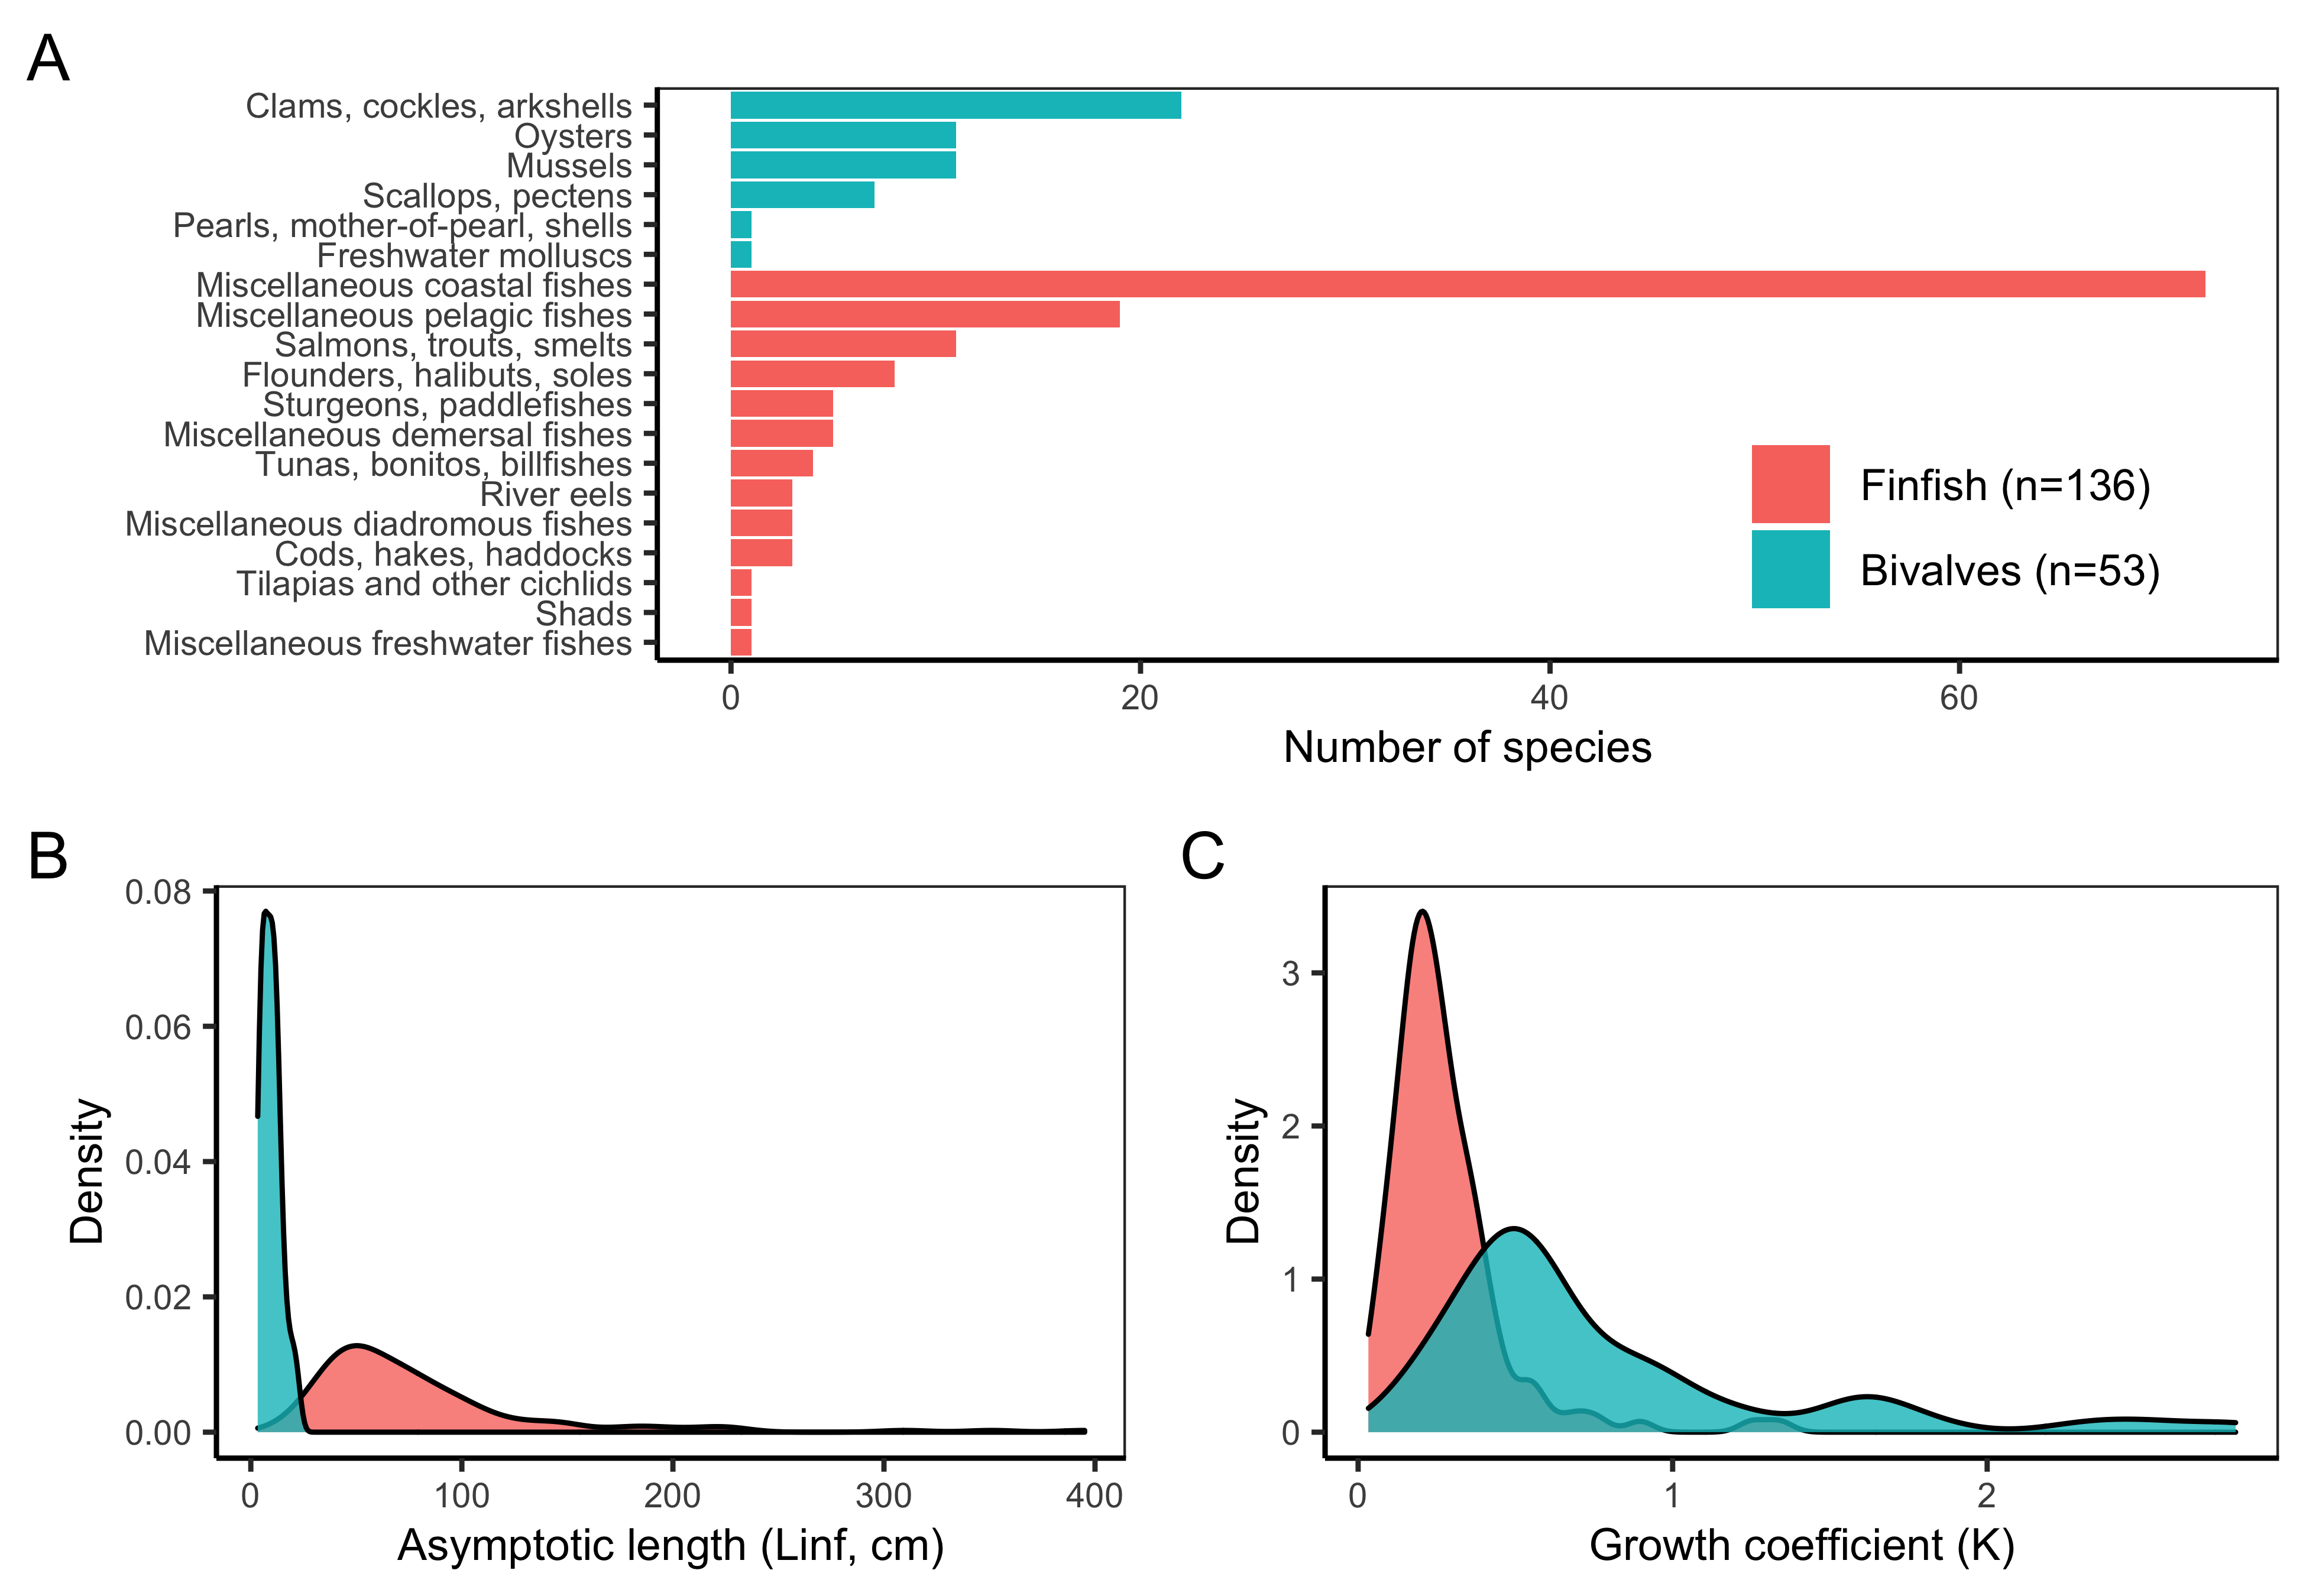 A
Clams, cockles, arkshells
Oysters
Mussels
Scallops, pectens
Pearls, mother-of-pearl, shells
Freshwater molluscs
Miscellaneous coastal fishes
Miscellaneous pelagic fishes
Salmons, trouts, smelts
Flounders, halibuts, soles
Sturgeons, paddlefishes
Miscellaneous demersal fishes
Tunas, bonitos, billfishes
River eels
Miscellaneous diadromous fishes
Cods, hakes, haddocks
Tilapias and other cichlids
Shads
Miscellaneous freshwater fishes
Finfish (n=136)
Bivalves (n=53)
0 20 40 60
Number of species
B
0.08
0.06
0.04
0.02
0.00
Density
0 100 200 300 400
Asymptotic length (Linf, cm)
C
3
2
1
0
Density
0 1 2
Growth coefficient (K)